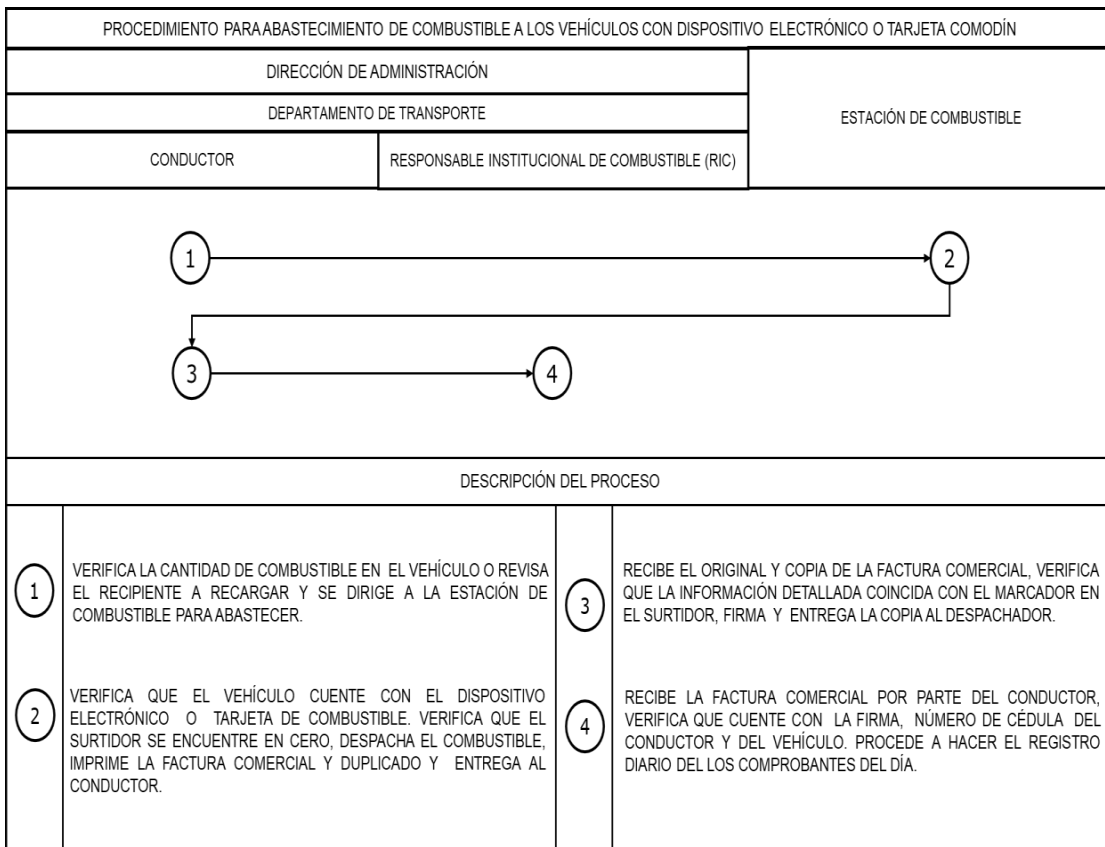 PROCEDIMIENTO PARA ABASTECIMIENTO DE COMBUSTIBLE A LOS VEHÍCULOS CON DISPOSITIVO ELECTRÓNICO O TARJETA COMODÍN
DIRECCIÓN DE ADMINISTRACIÓN
DEPARTAMENTO DE TRANSPORTE
ESTACIÓN DE COMBUSTIBLE
CONDUCTOR
RESPONSABLE INSTITUCIONAL DE COMBUSTIBLE (RIC)
1
2
3
4
DESCRIPCIÓN DEL PROCESO
1
VERIFICA LA CANTIDAD DE COMBUSTIBLE EN EL VEHÍCULO O REVISA
EL RECIPIENTE A RECARGAR Y SE DIRIGE A LA ESTACIÓN DE
COMBUSTIBLE PARA ABASTECER.
2
VERIFICA QUE EL VEHÍCULO CUENTE CON EL DISPOSITIVO
ELECTRÓNICO O TARJETA DE COMBUSTIBLE. VERIFICA QUE EL
SURTIDOR SE ENCUENTRE EN CERO, DESPACHA EL COMBUSTIBLE,
IMPRIME LA FACTURA COMERCIAL Y DUPLICADO Y ENTREGA AL
CONDUCTOR.
3
RECIBE EL ORIGINAL Y COPIA DE LA FACTURA COMERCIAL, VERIFICA
QUE LA INFORMACIÓN DETALLADA COINCIDA CON EL MARCADOR EN
EL SURTIDOR, FIRMA Y ENTREGA LA COPIA AL DESPACHADOR.
4
RECIBE LA FACTURA COMERCIAL POR PARTE DEL CONDUCTOR,
VERIFICA QUE CUENTE CON LA FIRMA, NÚMERO DE CÉDULA DEL
CONDUCTOR Y DEL VEHÍCULO. PROCEDE A HACER EL REGISTRO
DIARIO DEL LOS COMPROBANTES DEL DÍA.